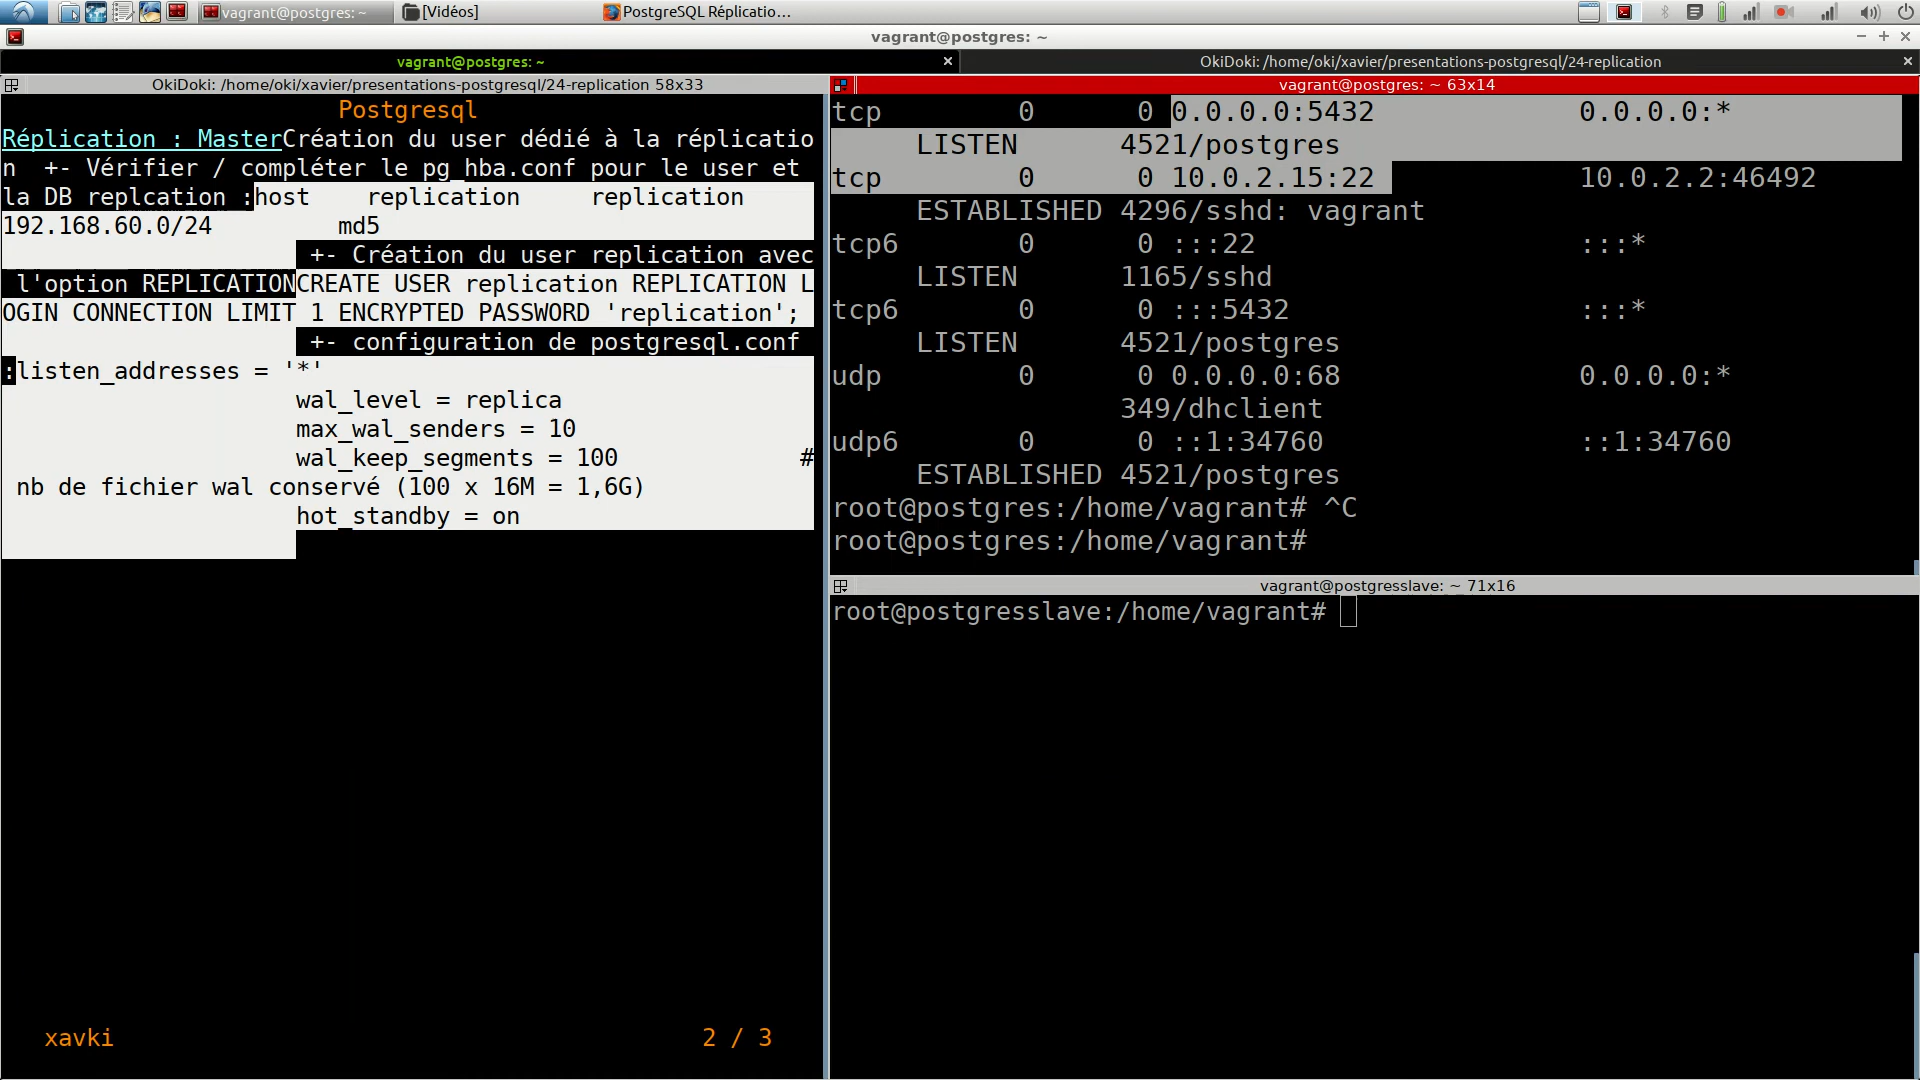 vagrant@postgres: ~
[Vidéos]
PostgreSQL Réplicatio...
vagrant@postgres: ~
vagrant@postgres: ~
OkiDoki: /home/oki/xavier/presentations-postgresql/24-replication
OkiDoki: /home/oki/xavier/presentations-postgresql/24-replication 58x33
Postgresql
Réplication : MasterCréation du user dédié à la réplicatio
n  +- Vérifier / compléter le pg_hba.conf pour le user et
la DB replcation :host    replication     replication
192.168.60.0/24         md5
+- Création du user replication avec
l'option REPLICATIONCREATE USER replication REPLICATION L
OGIN CONNECTION LIMIT 1 ENCRYPTED PASSWORD 'replication';
+- configuration de postgresql.conf
:listen_addresses = '*'
wal_level = replica
max_wal_senders = 10
wal_keep_segments = 100             #
nb de fichier wal conservé (100 x 16M = 1,6G)
hot_standby = on
xavki
2 / 3
vagrant@postgres: ~ 63x14
tcp        0      0 0.0.0.0:5432            0.0.0.0:*
LISTEN      4521/postgres
tcp        0      0 10.0.2.15:22            10.0.2.2:46492
ESTABLISHED 4296/sshd: vagrant
tcp6       0      0 :::22                   :::*
LISTEN      1165/sshd
tcp6       0      0 :::5432                 :::*
LISTEN      4521/postgres
udp        0      0 0.0.0.0:68              0.0.0.0:*
349/dhclient
udp6       0      0 ::1:34760               ::1:34760
ESTABLISHED 4521/postgres
root@postgres:/home/vagrant# ^C
root@postgres:/home/vagrant#
vagrant@postgresslave: ~ 71x16
root@postgresslave:/home/vagrant#